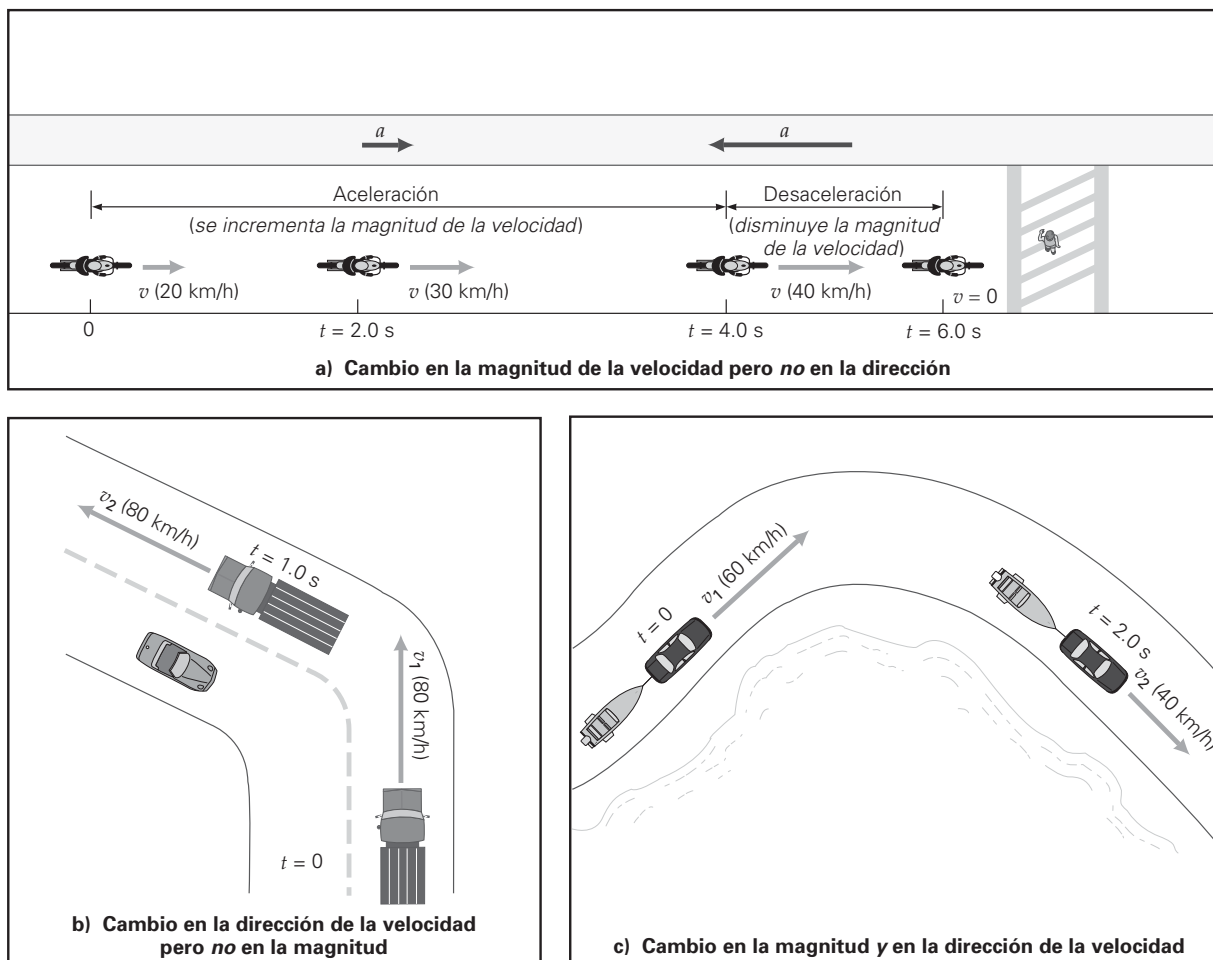 a
a
Aceleración
Desaceleración
(se incrementa la magnitud de la velocidad)
(disminuye la magnitud
de la velocidad)
v (20 km/h)
v (30 km/h)
v (40 km/h)
v = 0
0
t = 2.0 s
t = 4.0 s
t = 6.0 s
a) Cambio en la magnitud de la velocidad pero no en la dirección
v₂ (80 km/h)
t = 1.0 s
v₁ (80 km/h)
t = 0
b) Cambio en la dirección de la velocidad
pero no en la magnitud
t = 0
v₁ (60 km/h)
t = 2.0 s
v₂ (40 km/h)
c) Cambio en la magnitud y en la dirección de la velocidad